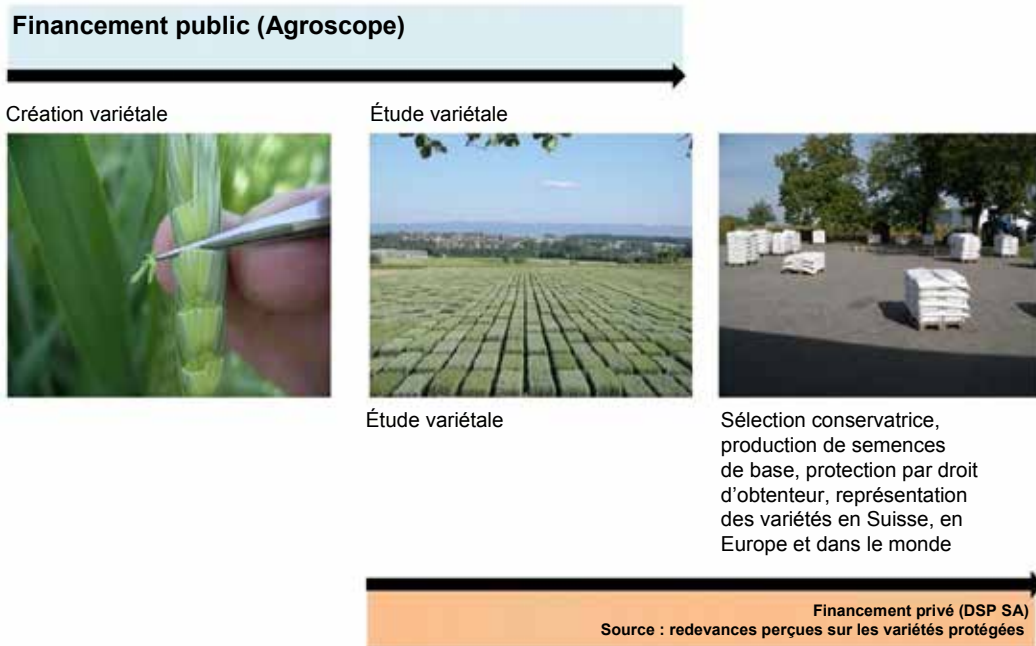 Financement public (Agroscope)
Création variétale
Étude variétale
Étude variétale
Sélection conservatrice,
production de semences
de base, protection par droit
d'obtenteur, représentation
des variétés en Suisse, en
Europe et dans le monde
Financement privé (DSP SA)
Source : redevances perçues sur les variétés protégées